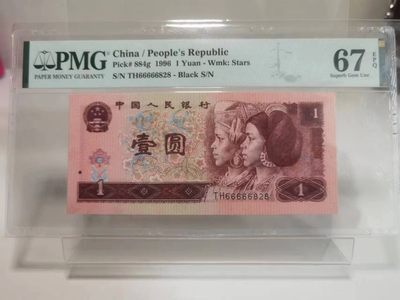 PMG
PAPER MONEY GUARANTY
China / People's Republic
Pick# 884g 1996 1 Yuan - Wmk: Stars
S/N TH66666828 - Black S/N
67 EPQ
Superb Gem Unc
中国人民银行
1
壹圆
1
1
TH66666828